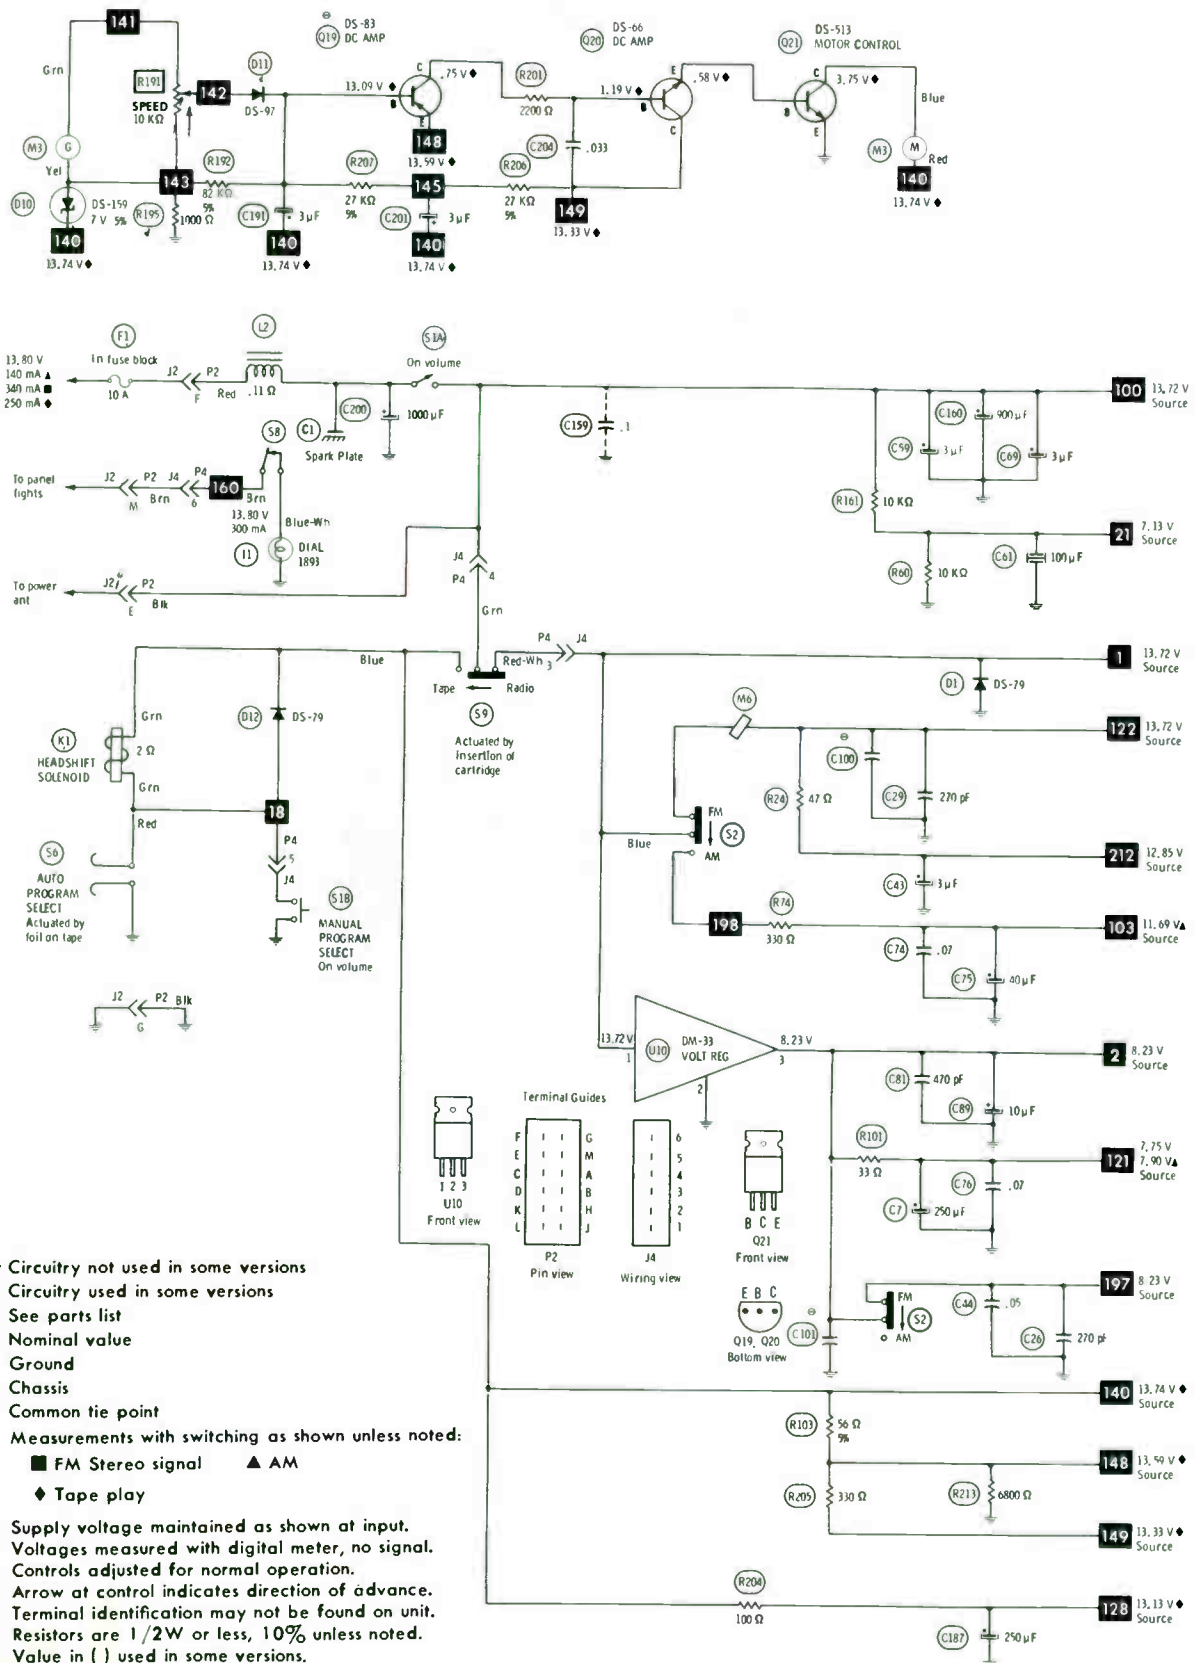 141
DS-83
Q19 DC AMP
DS-66
Q20 DC AMP
DS-513
Q21 MOTOR CONTROL
Grn
R191
SPEED
10 KΩ
142
D11
DS-97
13.09 V ♦
C
B
E
.75 V ♦
R201
2200 Ω
1.19 V ♦
E
B
C
.58 V ♦
C
B
E
3.75 V ♦
Blue
148
13.59 V ♦
C204
.033
M3
G
Yel
M3
M
Red
140
13.74 V ♦
143
R192
82 KΩ
5%
R207
27 KΩ
5%
145
R206
27 KΩ
5%
149
13.33 V ♦
D10
DS-159
7 V 5%
R195
1000 Ω
C191
3 µF
C201
3 µF
140
13.74 V ♦
140
13.74 V ♦
140
13.74 V ♦
13.80 V
140 mA ▲
340 mA ■
250 mA ♦
F1
In fuse block
10 A
J2
P2
F
Red
L2
.11 Ω
S1A
On volume
C1
Spark Plate
C200
1000 µF
C159
.1
C59
3 µF
C160
900 µF
C69
3 µF
100
13.72 V
Source
To panel
lights
J2
P2
M
Brn
J4
P4
6
160
Brn
13.80 V
300 mA
S8
Blue-Wh
I1
DIAL
1893
R161
10 KΩ
R60
10 KΩ
C61
100 µF
21
7.13 V
Source
To power
ant
J2
P2
E
Blk
J4
P4
4
Grn
Blue
P4
J4
Red-Wh
3
Tape
Radio
S9
Actuated by
insertion of
cartridge
1
13.72 V
Source
D1
DS-79
Grn
K1
HEADSHIFT
SOLENOID
2 Ω
Grn
Red
D12
DS-79
18
P4
5
J4
S6
AUTO
PROGRAM
SELECT
Actuated by
foil on tape
S1B
MANUAL
PROGRAM
SELECT
On volume
M6
FM
S2
AM
Blue
R24
47 Ω
C100
C29
270 pF
122
13.72 V
Source
C43
3 µF
212
12.85 V
Source
198
R74
330 Ω
C74
.07
C75
40 µF
103
11.69 V▲
Source
J2
P2
Blk
G
13.72 V
1
U10
DM-33
VOLT REG
2
8.23 V
3
C81
470 pF
C89
10 µF
2
8.23 V
Source
R101
33 Ω
C7
250 µF
C76
.07
121
7.75 V
7.90 V▲
Source
Terminal Guides
1 2 3
U10
Front view
F
E
C
D
K
L
G
M
A
B
H
J
P2
Pin view
6
5
4
3
2
1
J4
Wiring view
B C E
Q21
Front view
E B C
Q19, Q20
Bottom view
C101
FM
S2
AM
C44
.05
C26
270 pF
197
8.23 V
Source
140
13.74 V ♦
Source
R103
56 Ω
5%
148
13.59 V ♦
Source
R205
330 Ω
R213
6800 Ω
149
13.33 V ♦
Source
R204
100 Ω
C187
250 µF
128
13.13 V ♦
Source
Circuitry not used in some versions
Circuitry used in some versions
See parts list
Nominal value
Ground
Chassis
Common tie point
Measurements with switching as shown unless noted:
■ FM Stereo signal ▲ AM
♦ Tape play
Supply voltage maintained as shown at input.
Voltages measured with digital meter, no signal.
Controls adjusted for normal operation.
Arrow at control indicates direction of advance.
Terminal identification may not be found on unit.
Resistors are 1/2W or less, 10% unless noted.
Value in ( ) used in some versions.